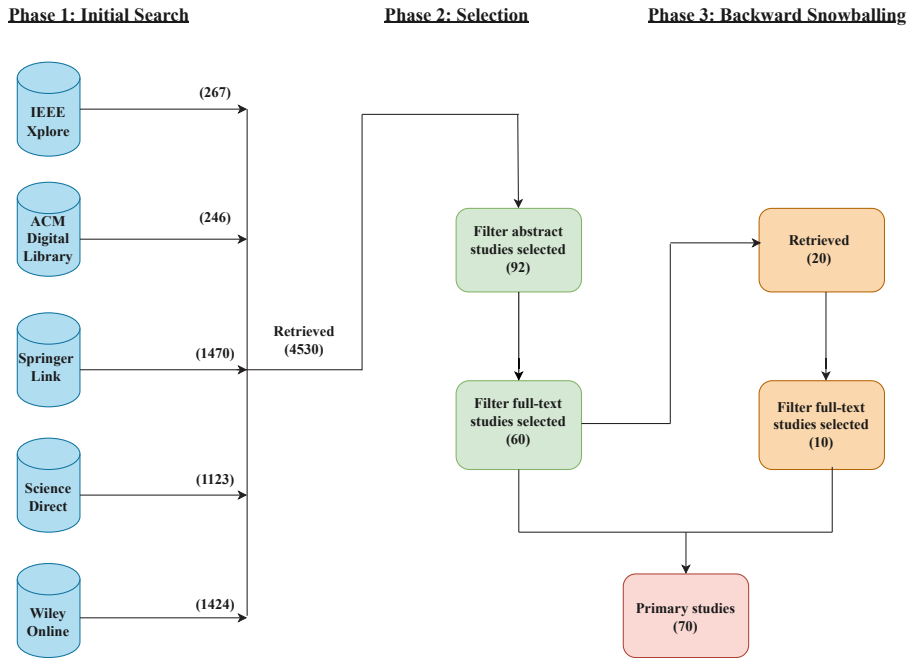 Phase 1: Initial Search
Phase 2: Selection
Phase 3: Backward Snowballing
IEEE
Xplore
(267)
ACM
Digital
Library
(246)
Springer
Link
(1470)
Science
Direct
(1123)
Wiley
Online
(1424)
Retrieved
(4530)
Filter abstract
studies selected
(92)
Filter full-text
studies selected
(60)
Retrieved
(20)
Filter full-text
studies selected
(10)
Primary studies
(70)